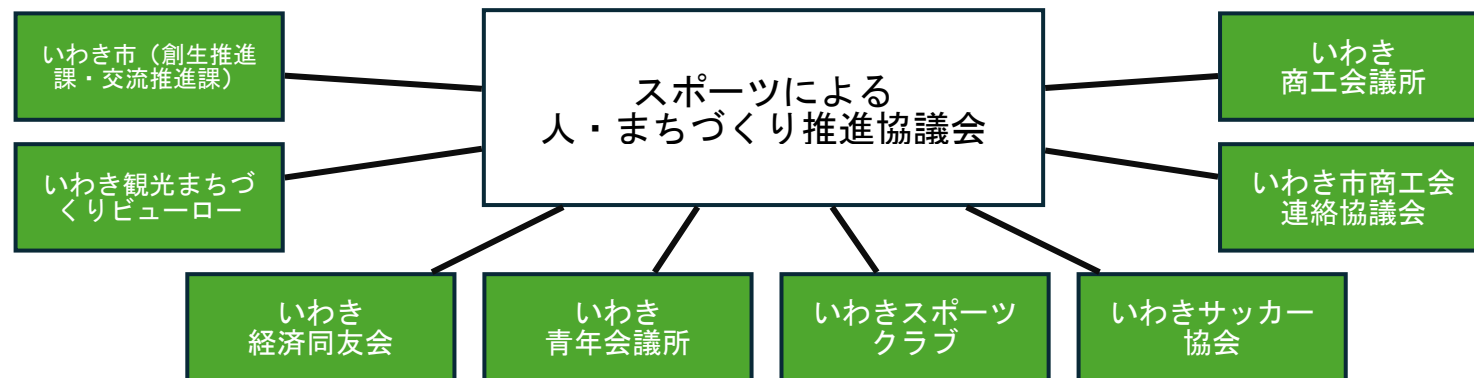 いわき市（創生推進
課・交流推進課）
スポーツによる
人・まちづくり推進協議会
いわき
商工会議所
いわき観光まちづ
くりビューロー
いわき市商工会
連絡協議会
いわき
経済同友会
いわき
青年会議所
いわきスポーツ
クラブ
いわきサッカー
協会